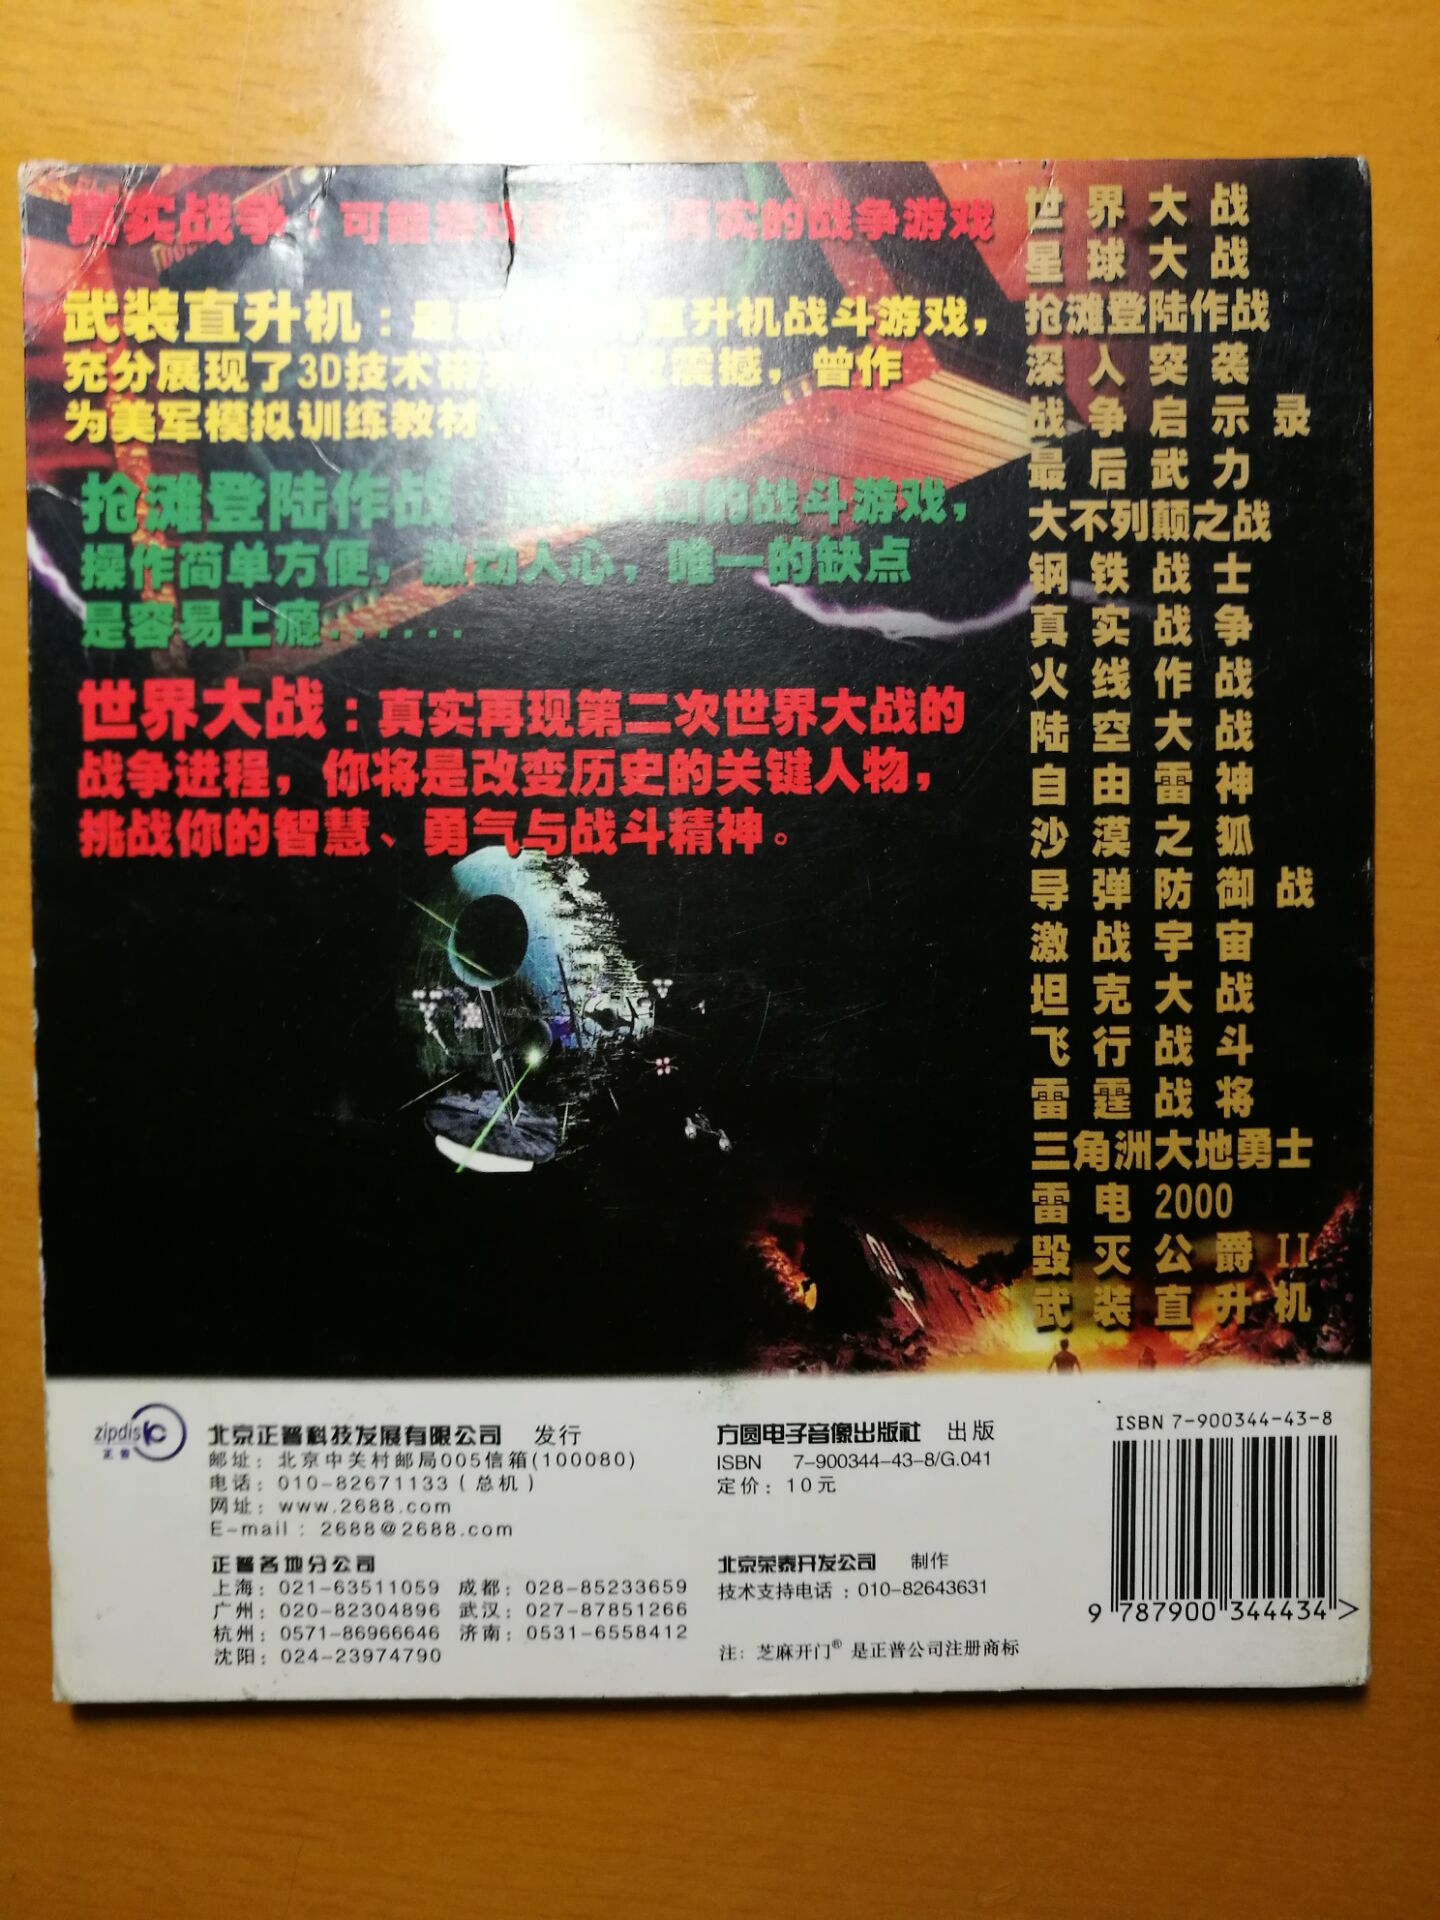 真实战争：可能是 真实的战争游戏
武装直升机：最 直升机战斗游戏，
充分展现了3D技术带来 震撼，曾作
为美军模拟训练教材
抢滩登陆作战： 的战斗游戏，
操作简单方便，激动人心，唯一的缺点
是容易上瘾......
世界大战：真实再现第二次世界大战的
战争进程，你将是改变历史的关键人物，
挑战你的智慧、勇气与战斗精神。
世界大战
星球大战
抢滩登陆作战
深入突袭
战争启示录
最后武力
大不列颠之战
钢铁战士
真实战争
火线作战
陆空大战
自由雷神
沙漠之狐
导弹防御战
激战宇宙
坦克大战
飞行战斗
雷霆战将
三角洲大地勇士
雷电2000
毁灭公爵II
武装直升机
zipdisc
正普
北京正普科技发展有限公司 发行
邮址：北京中关村邮局005信箱(100080)
电话：010-82671133（总机）
网址：www.2688.com
E-mail：2688@2688.com
正普各地分公司
上海：021-63511059 成都：028-85233659
广州：020-82304896 武汉：027-87851266
杭州：0571-86966646 济南：0531-6558412
沈阳：024-23974790
方圆电子音像出版社 出版
ISBN 7-900344-43-8/G.041
定价：10元
北京荣泰开发公司 制作
技术支持电话：010-82643631
注：芝麻开门® 是正普公司注册商标
ISBN 7-900344-43-8
9 787900 344434 >